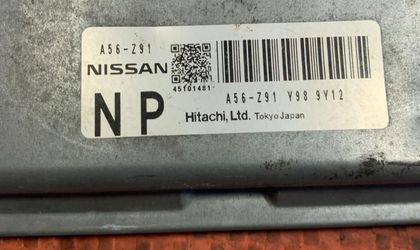 A56-Z91
NISSAN
45101481
A56-Z91 Y98 9Y12
NP
Hitachi, Ltd. Tokyo Japan